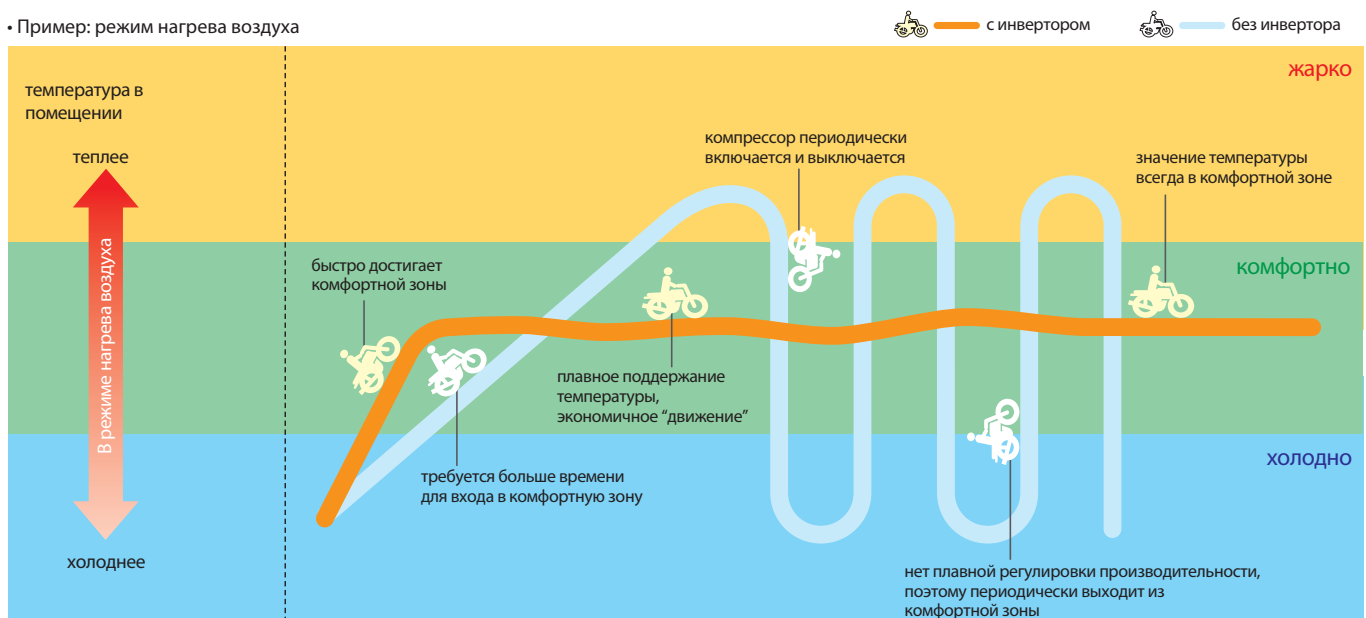 • Пример: режим нагрева воздуха
с инвертором
без инвертора
жарко
температура в
помещении
теплее
В режиме нагрева воздуха
холоднее
компрессор периодически
включается и выключается
значение температуры
всегда в комфортной зоне
комфортно
быстро достигает
комфортной зоны
плавное поддержание
температуры,
экономичное “движение”
холодно
требуется больше времени
для входа в комфортную зону
нет плавной регулировки производительности,
поэтому периодически выходит из
комфортной зоны